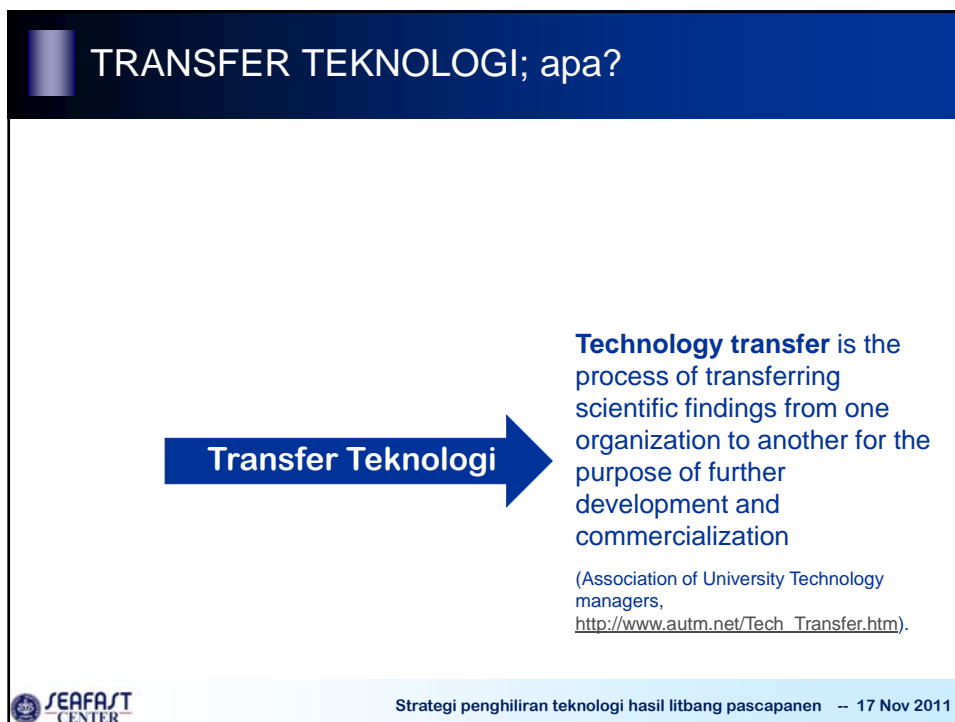 TRANSFER TEKNOLOGI; apa?
Transfer Teknologi
Technology transfer is the
process of transferring
scientific findings from one
organization to another for the
purpose of further
development and
commercialization
(Association of University Technology
managers,
http://www.autm.net/Tech_Transfer.htm).
SEAFAST
CENTER
Strategi penghiliran teknologi hasil litbang pascapanen -- 17 Nov 2011